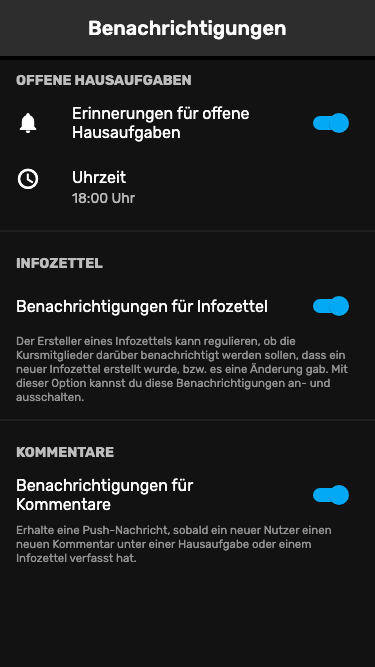 Benachrichtigungen
OFFENE HAUSAUFGABEN
Erinnerungen für offene
Hausaufgaben
Uhrzeit
18:00 Uhr
INFOZETTEL
Benachrichtigungen für Infozettel
Der Ersteller eines Infozettels kann regulieren, ob die
Kursmitglieder darüber benachrichtigt werden sollen, dass ein
neuer Infozettel erstellt wurde, bzw. es eine Änderung gab. Mit
dieser Option kannst du diese Benachrichtigungen an- und
ausschalten.
KOMMENTARE
Benachrichtigungen für
Kommentare
Erhalte eine Push-Nachricht, sobald ein neuer Nutzer einen
neuen Kommentar unter einer Hausaufgabe oder einem
Infozettel verfasst hat.